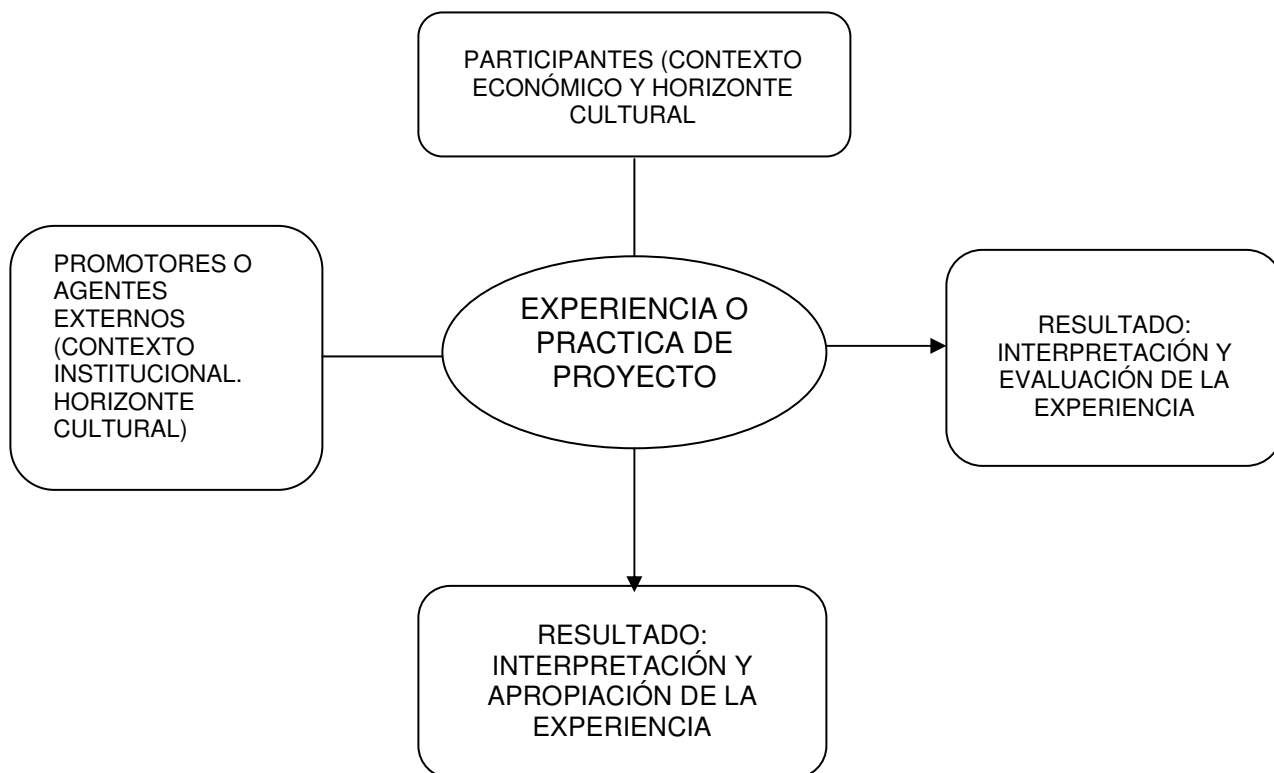 PARTICIPANTES (CONTEXTO
ECONÓMICO Y HORIZONTE
CULTURAL
PROMOTORES O
AGENTES
EXTERNOS
(CONTEXTO
INSTITUCIONAL.
HORIZONTE
CULTURAL)
EXPERIENCIA O
PRACTICA DE
PROYECTO
RESULTADO:
INTERPRETACIÓN Y
EVALUACIÓN DE LA
EXPERIENCIA
RESULTADO:
INTERPRETACIÓN Y
APROPIACIÓN DE LA
EXPERIENCIA